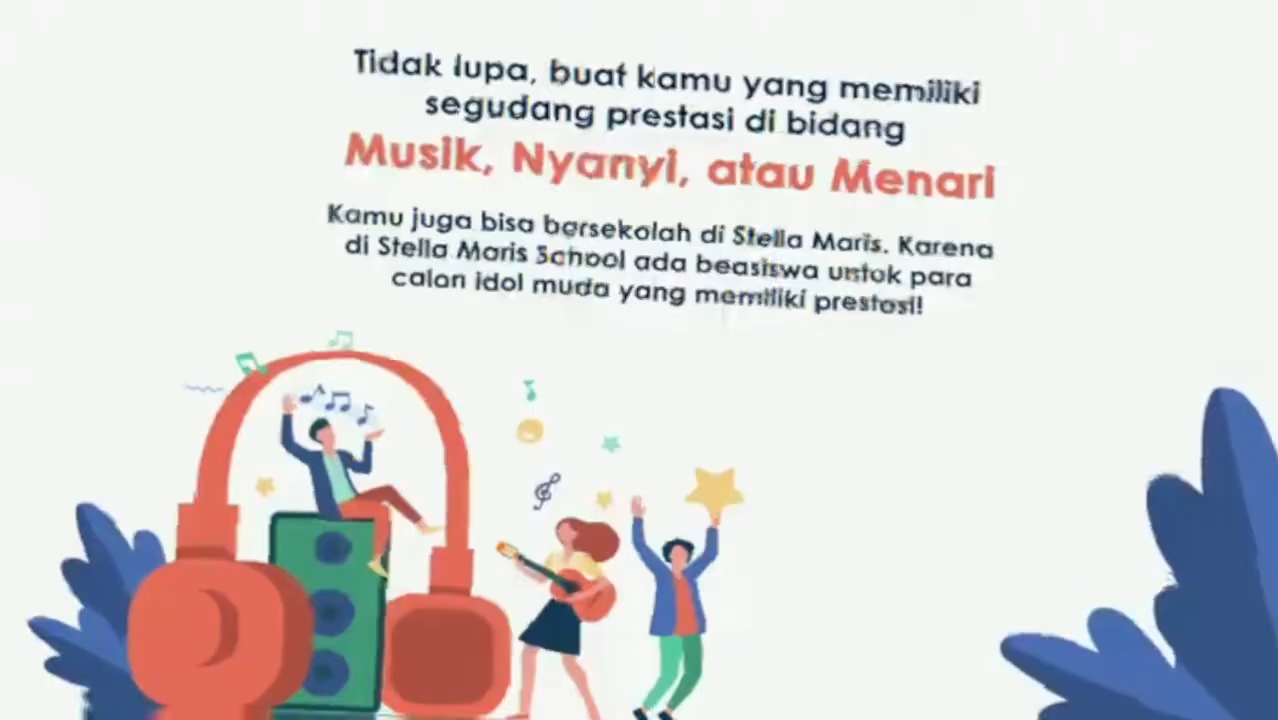 Tidak lupa, buat kamu yang memiliki
segudang prestasi di bidang
Musik, Nyanyi, atau Menari
Kamu juga bisa bersekolah di Stella Maris. Karena
di Stella Maris School ada beasiswa untuk para
calon idol muda yang memiliki prestasi!